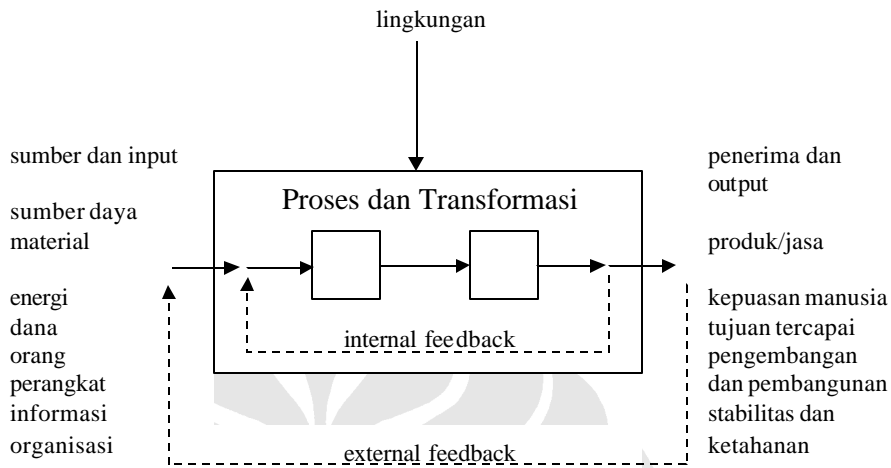 lingkungan
sumber dan input
sumber daya
material
energi
dana
orang
perangkat
informasi
organisasi
Proses dan Transformasi
internal feedback
external feedback
penerima dan
output
produk/jasa
kepuasan manusia
tujuan tercapai
pengembangan
dan pembangunan
stabilitas dan
ketahanan